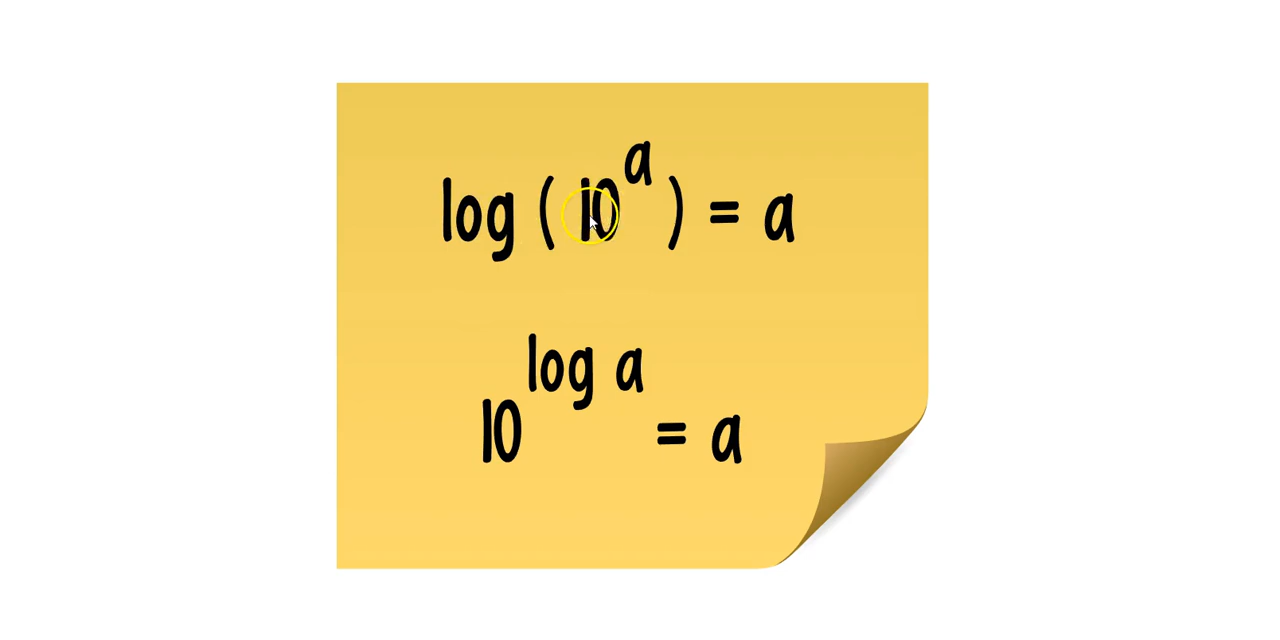 log ( 10^a ) = a
10^log a = a